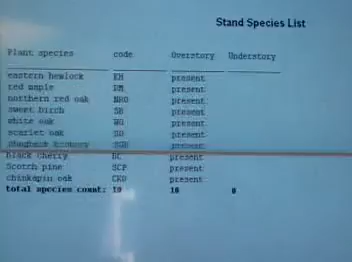 Stand Species List
Plant species code Overstory Understory
eastern hemlock EH present
red maple RM present
northern red oak NRO present
sweet birch SB present
white oak WO present
scarlet oak SO present
shagbark hickory present
black cherry BC present
Scotch pine SCP present
chinkapin oak CKO present
total species count: 10 10 0